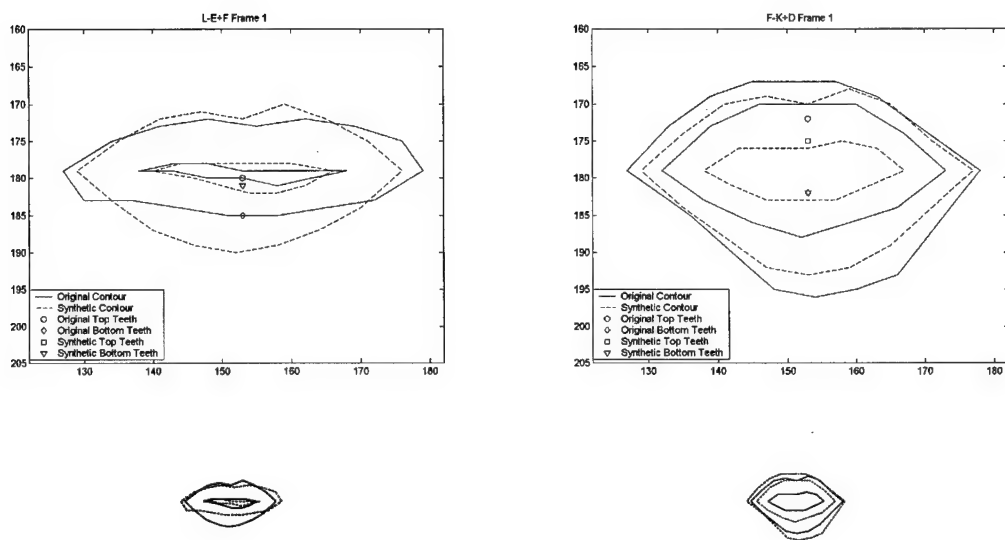 L-E+F Frame 1
160
165
170
175
180
185
190
195
200
205
Original Contour
Synthetic Contour
Original Top Teeth
Original Bottom Teeth
Synthetic Top Teeth
Synthetic Bottom Teeth
130
140
150
160
170
180
F-K+D Frame 1
160
165
170
175
180
185
190
195
200
205
Original Contour
Synthetic Contour
Original Top Teeth
Original Bottom Teeth
Synthetic Top Teeth
Synthetic Bottom Teeth
130
140
150
160
170
180